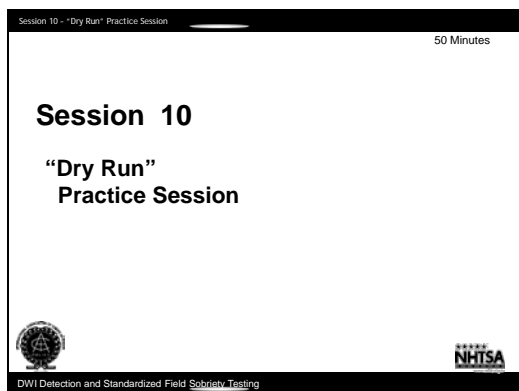 Session 10 - "Dry Run" Practice Session
50 Minutes
Session 10
“Dry Run”
Practice Session
NHTSA
DWI Detection and Standardized Field Sobriety Testing